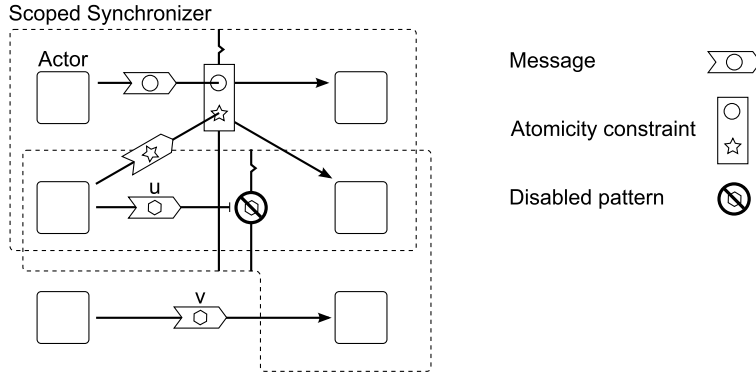 Scoped Synchronizer
Actor
u
v
Message
Atomicity constraint
Disabled pattern